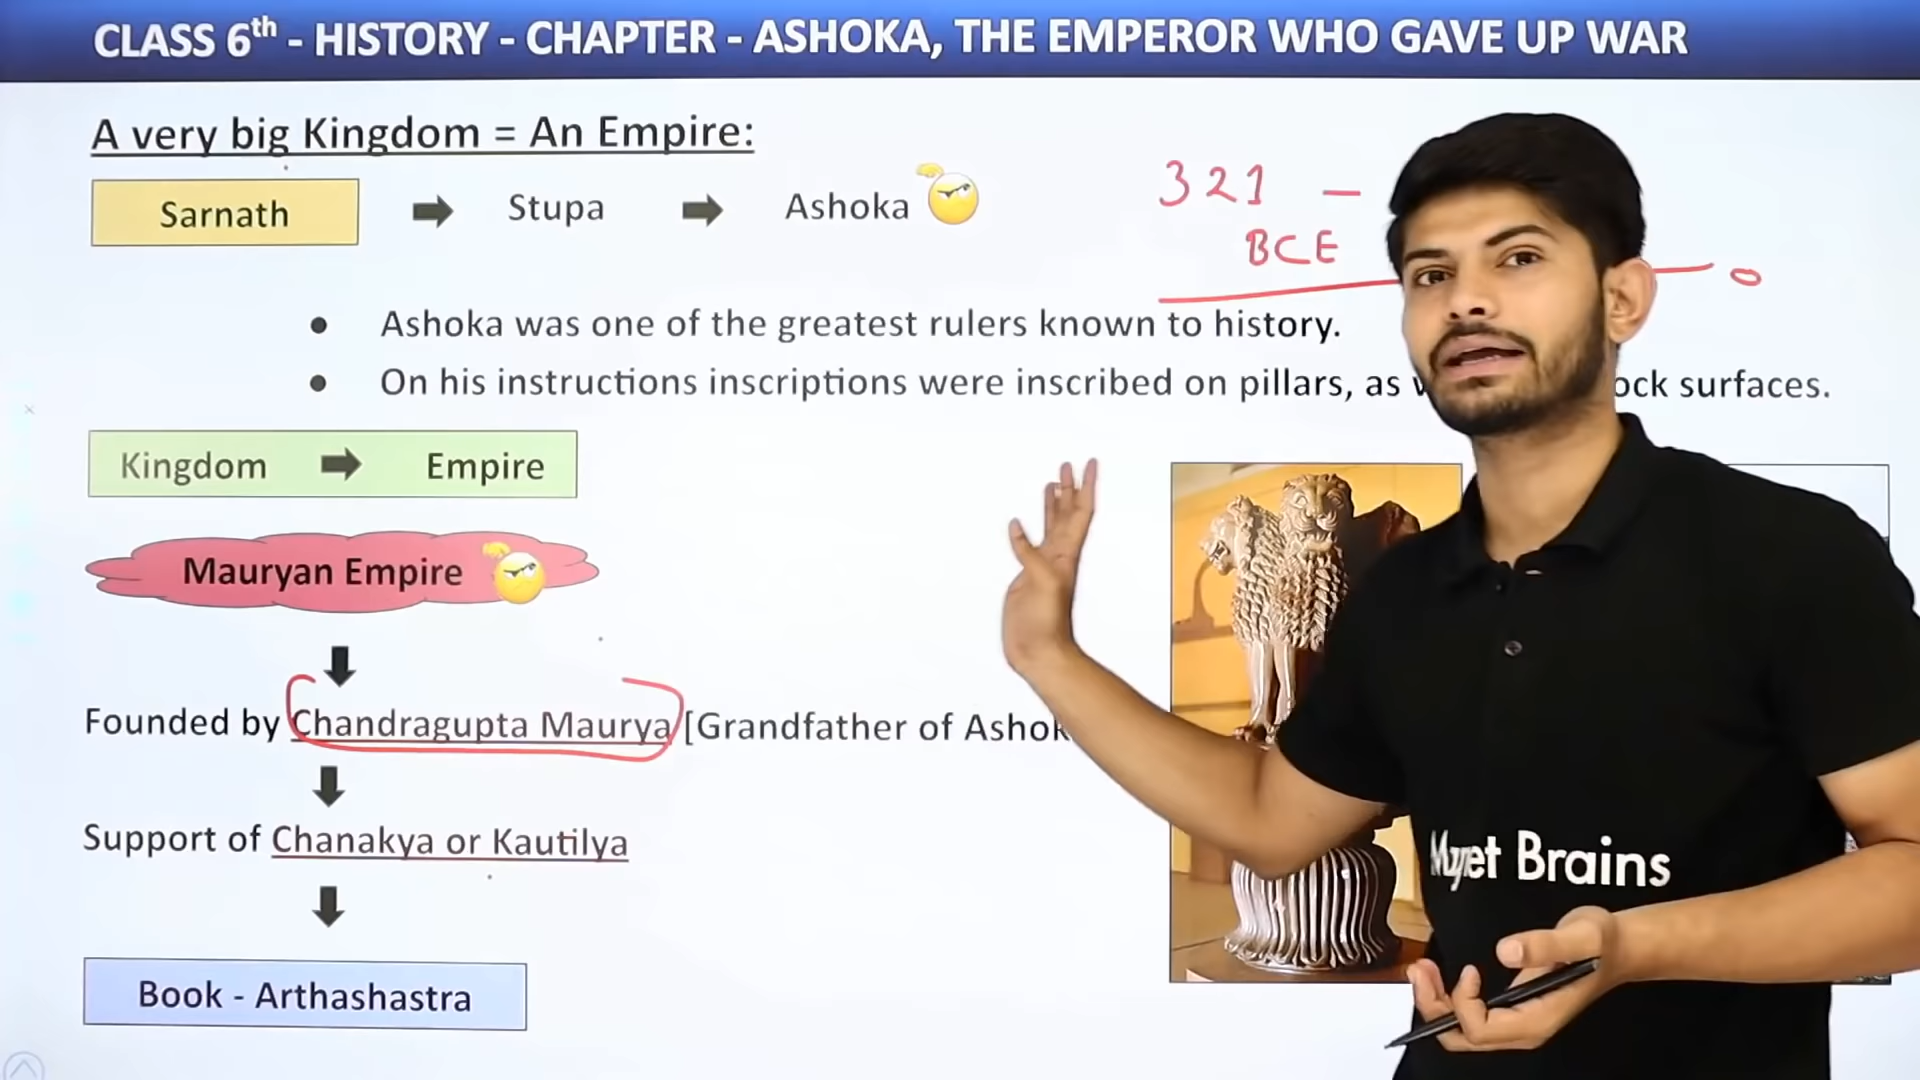 CLASS 6th - HISTORY - CHAPTER - ASHOKA, THE EMPEROR WHO GAVE UP WAR
A very big Kingdom = An Empire:
Sarnath Stupa Ashoka
321 –
BCE
0
• Ashoka was one of the greatest rulers known to history.
• On his instructions inscriptions were inscribed on pillars, as surfaces.
Kingdom Empire
Mauryan Empire
Founded by Chandragupta Maurya [Grandfather of
Support of Chanakya or Kautilya
Book - Arthashastra
Brains